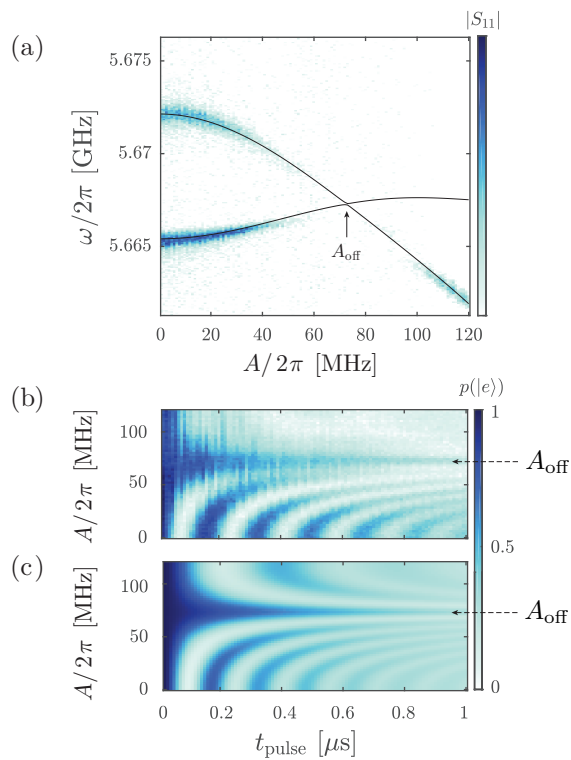 (a)
|S₁₁|
5.675
5.67
5.665
ω/2π [GHz]
A_off
0 20 40 60 80 100 120
A/2π [MHz]
(b)
p(|e⟩)
100
50
0
A/2π [MHz]
A_off
1
0.5
0
(c)
100
50
0
A/2π [MHz]
A_off
0 0.2 0.4 0.6 0.8 1
t_pulse [μs]